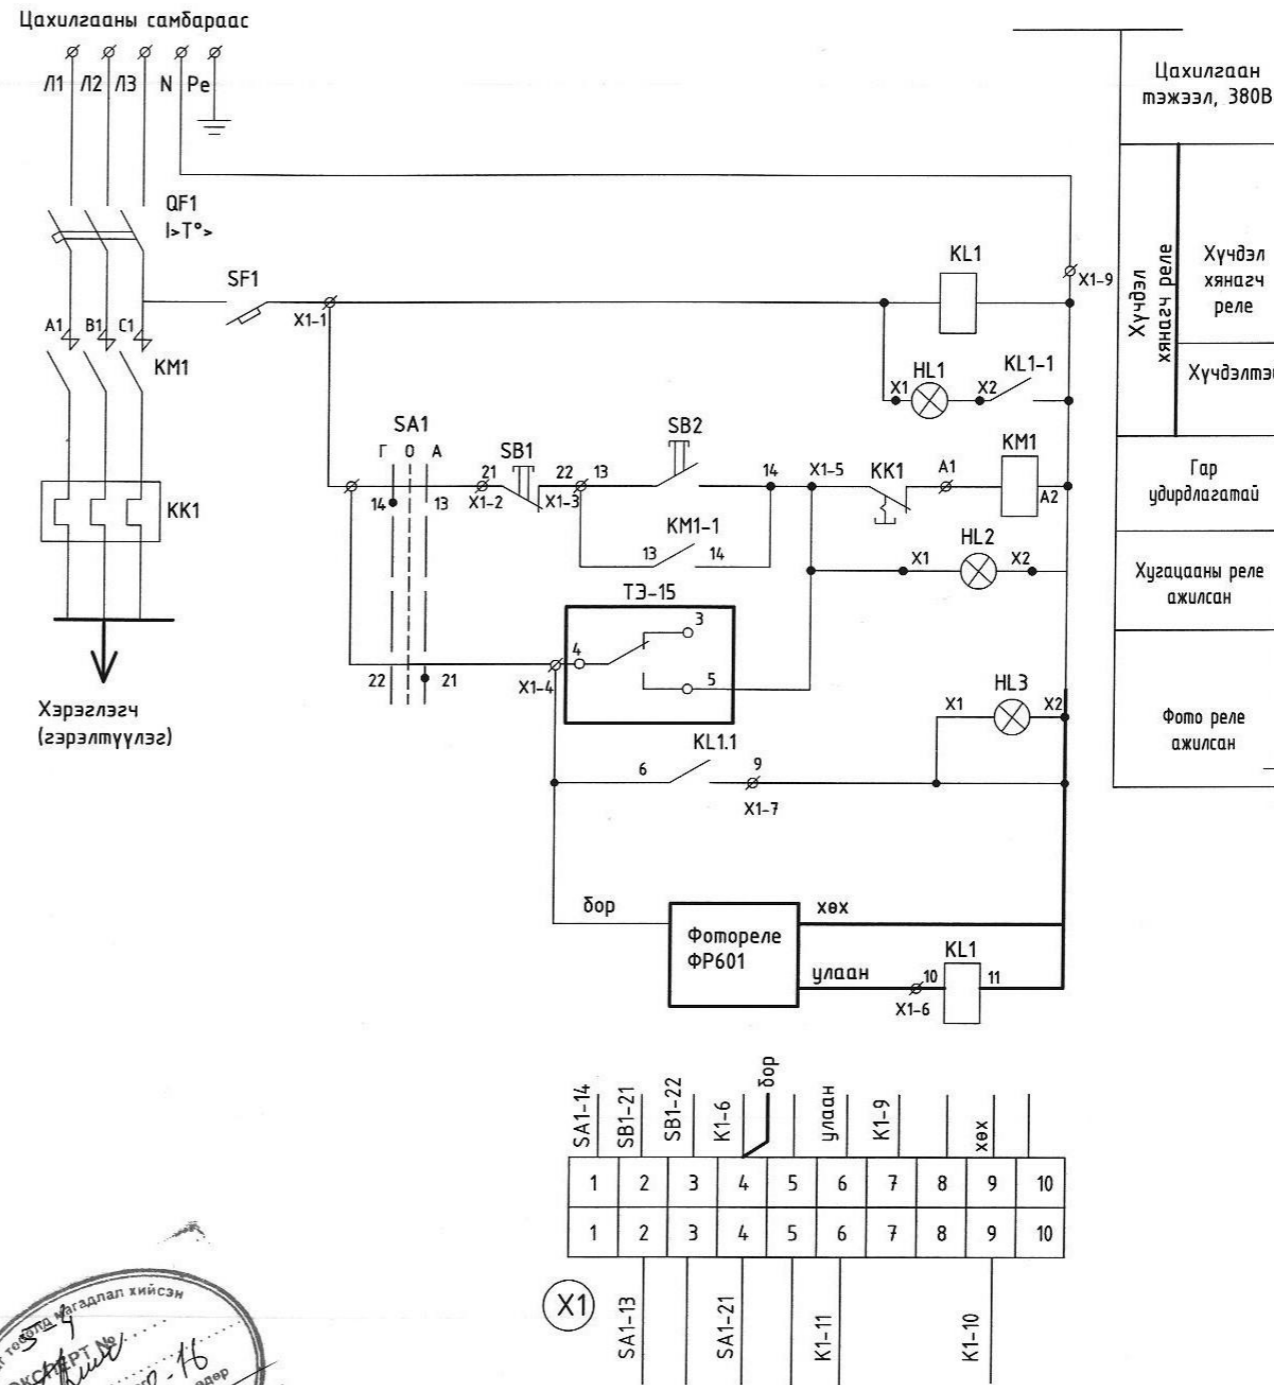 Цахилгааны самбараас
Л1 Л2 Л3 N Pe
Цахилгаан
тэжээл, 380В
QF1
I>T°>
KL1
X1-9
SF1
X1-1
Хүчдэл
хянагч реле
Хүчдэл
хянагч
реле
A1 B1 C1
KM1
HL1
KL1-1
X1
X2
SA1
Г О А
SB1
SB2
KM1
14
13
21
X1-2
22
X1-3
13
14
X1-5
KK1
A1
A2
Гар
удирдлагатай
KK1
KM1-1
13
14
HL2
X1
X2
Хугацааны реле
ажилсан
ТЭ-15
3
4
5
22
21
X1-4
HL3
X1
X2
Фото реле
ажилсан
Хэрэглэгч
(гэрэлтүүлэг)
KL1.1
6
9
X1-7
бор
Фотореле
ФР601
хөх
улаан
KL1
10
11
X1-6
SA1-14
SB1-21
SB1-22
K1-6
бор
улаан
K1-9
хөх
1 2 3 4 5 6 7 8 9 10
1 2 3 4 5 6 7 8 9 10
X1
SA1-13
SA1-21
K1-11
K1-10
магадлал хийсэн
ЭКСПЕРТ №